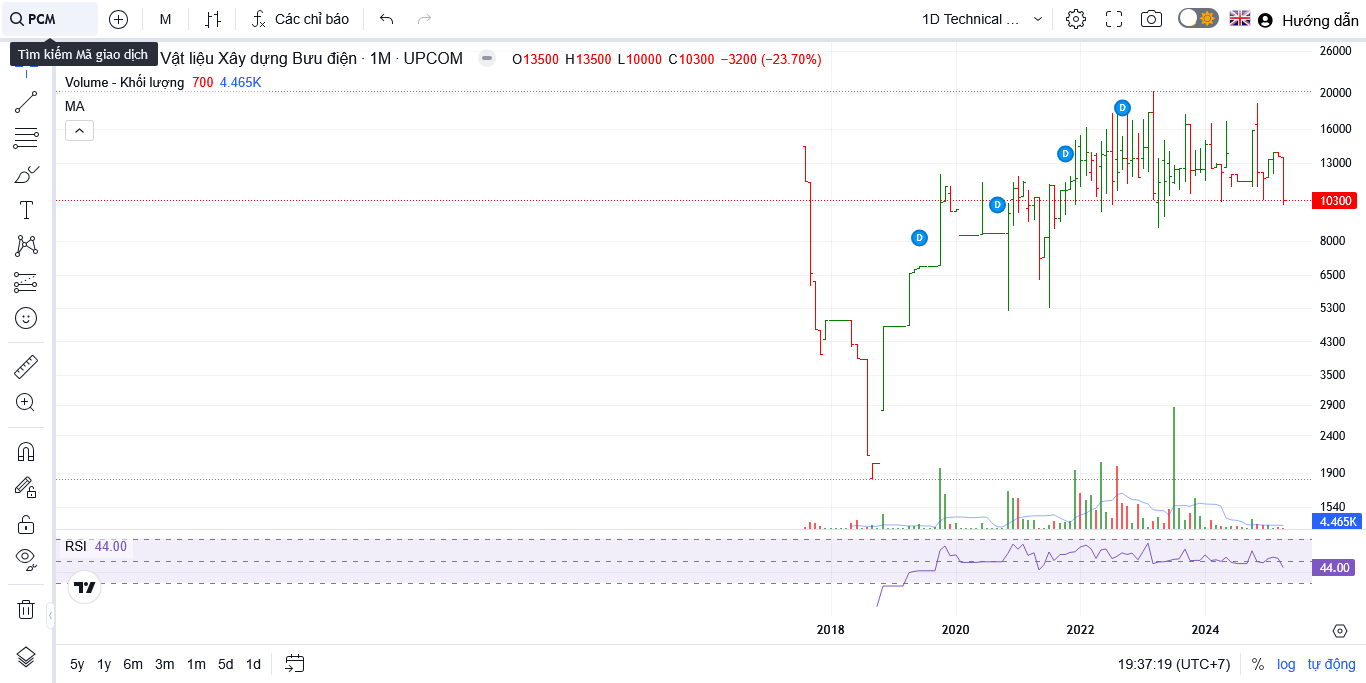 PCM
M
Các chỉ báo
1D Technical ...
Hướng dẫn
Tìm kiếm Mã giao dịch
Vật liệu Xây dựng Bưu điện · 1M · UPCOM
O13500 H13500 L10000 C10300 −3200 (−23.70%)
Volume - Khối lượng 700 4.465K
MA
D
D
D
D
26000
20000
16000
13000
10300
8000
6500
5300
4300
3500
2900
2400
1900
1540
4.465K
RSI 44.00
44.00
2018 2020 2022 2024
5y 1y 6m 3m 1m 5d 1d
19:37:19 (UTC+7) % log tự động